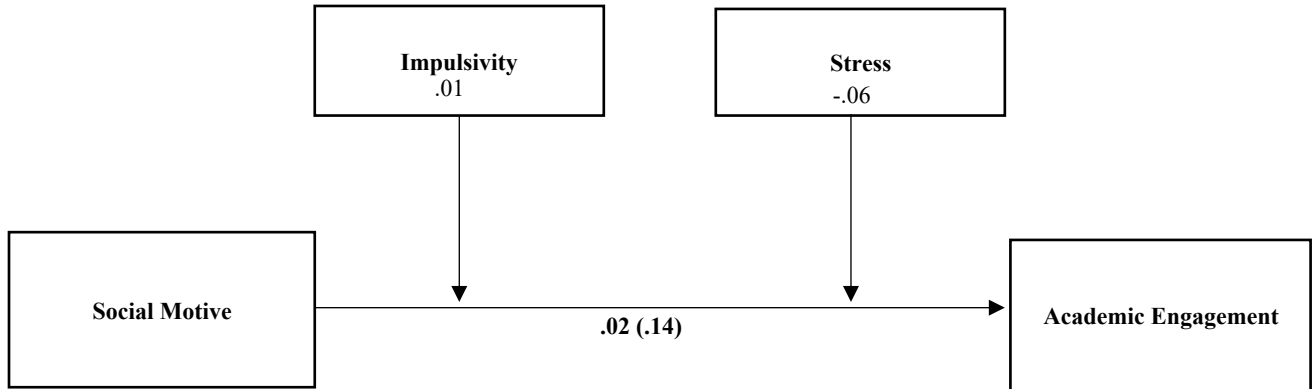 Impulsivity
.01
Stress
-.06
Social Motive
.02 (.14)
Academic Engagement